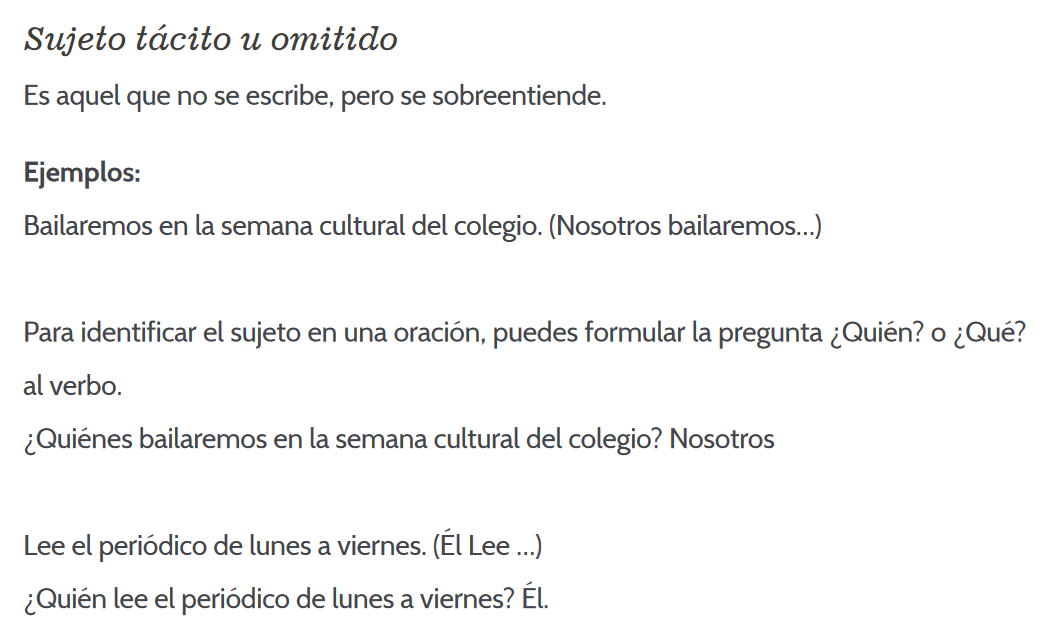 Sujeto tácito u omitido
Es aquel que no se escribe, pero se sobreentiende.
Ejemplos:
Bailaremos en la semana cultural del colegio. (Nosotros bailaremos...)
Para identificar el sujeto en una oración, puedes formular la pregunta ¿Quién? o ¿Qué?
al verbo.
¿Quiénes bailaremos en la semana cultural del colegio? Nosotros
Lee el periódico de lunes a viernes. (Él Lee ...)
¿Quién lee el periódico de lunes a viernes? Él.